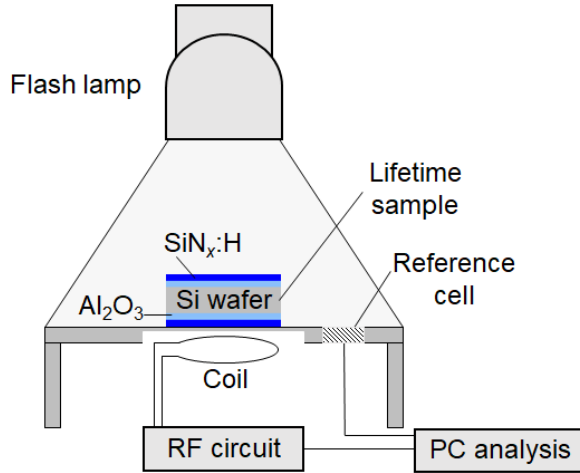 Flash lamp
Lifetime
sample
SiNₓ:H
Reference
cell
Si wafer
Al₂O₃
Coil
RF circuit
PC analysis